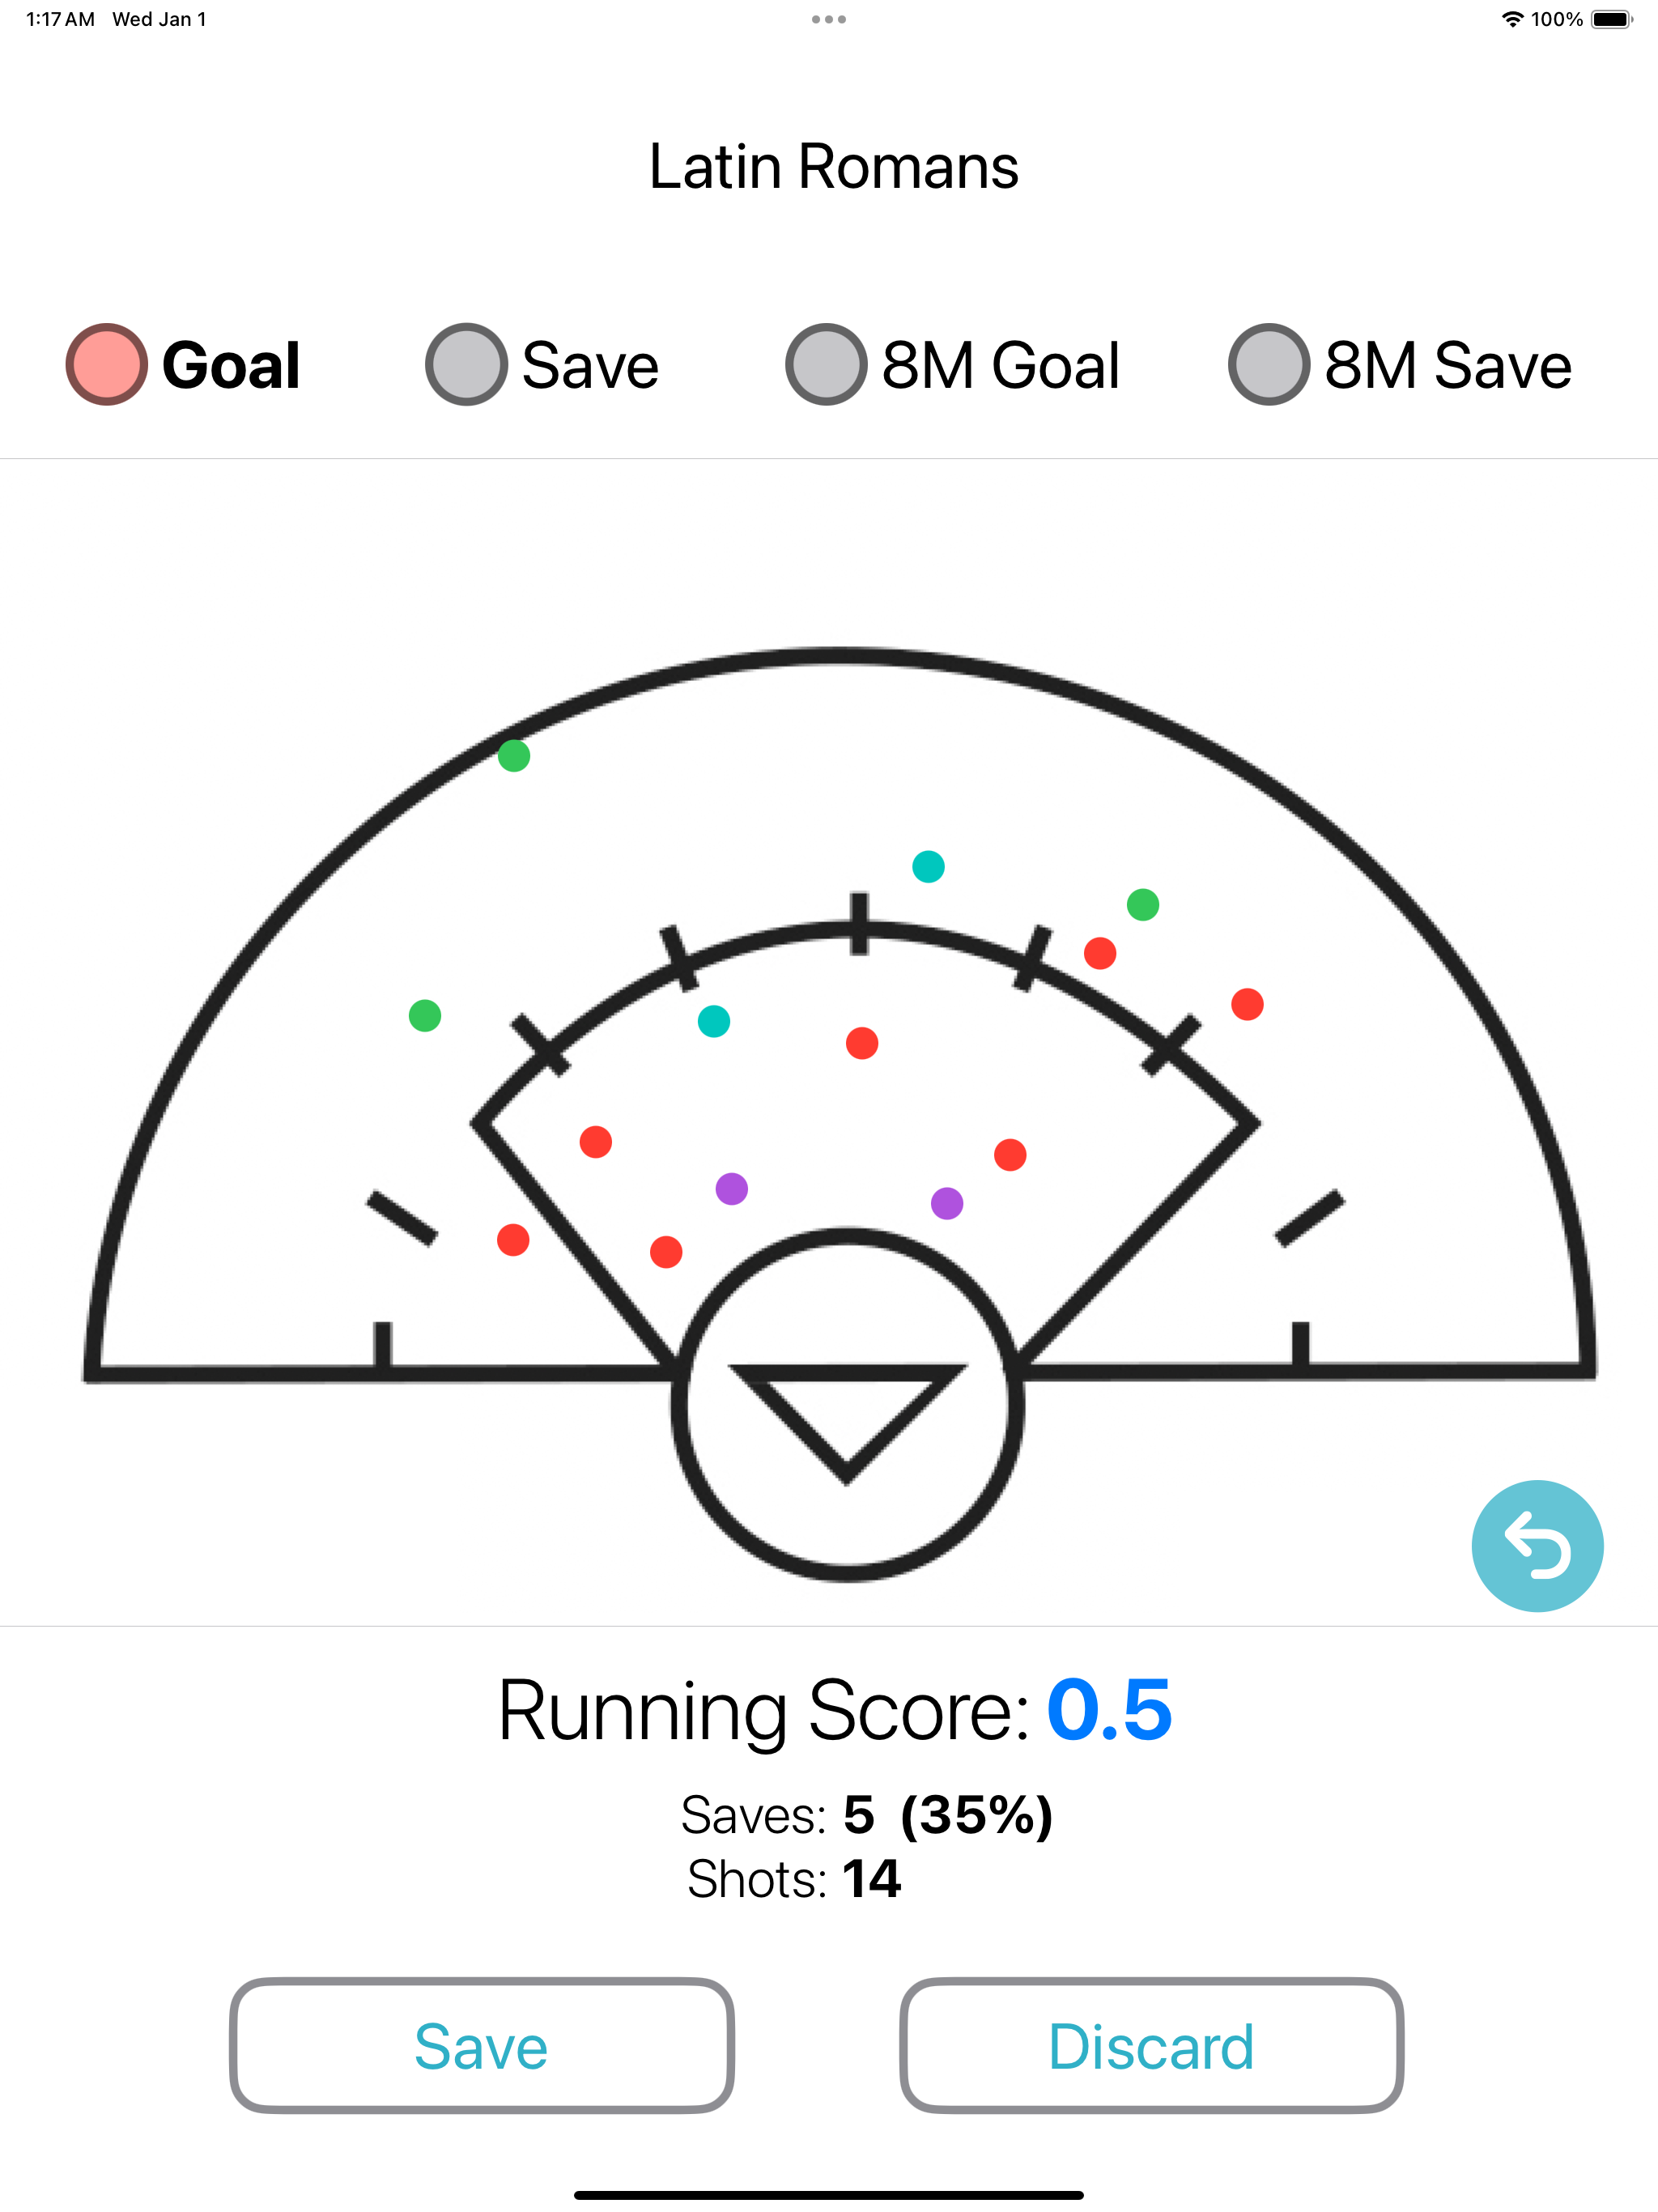 1:17 AM Wed Jan 1
100%
Latin Romans
Goal
Save
8M Goal
8M Save
Running Score: 0.5
Saves: 5 (35%)
Shots: 14
Save
Discard